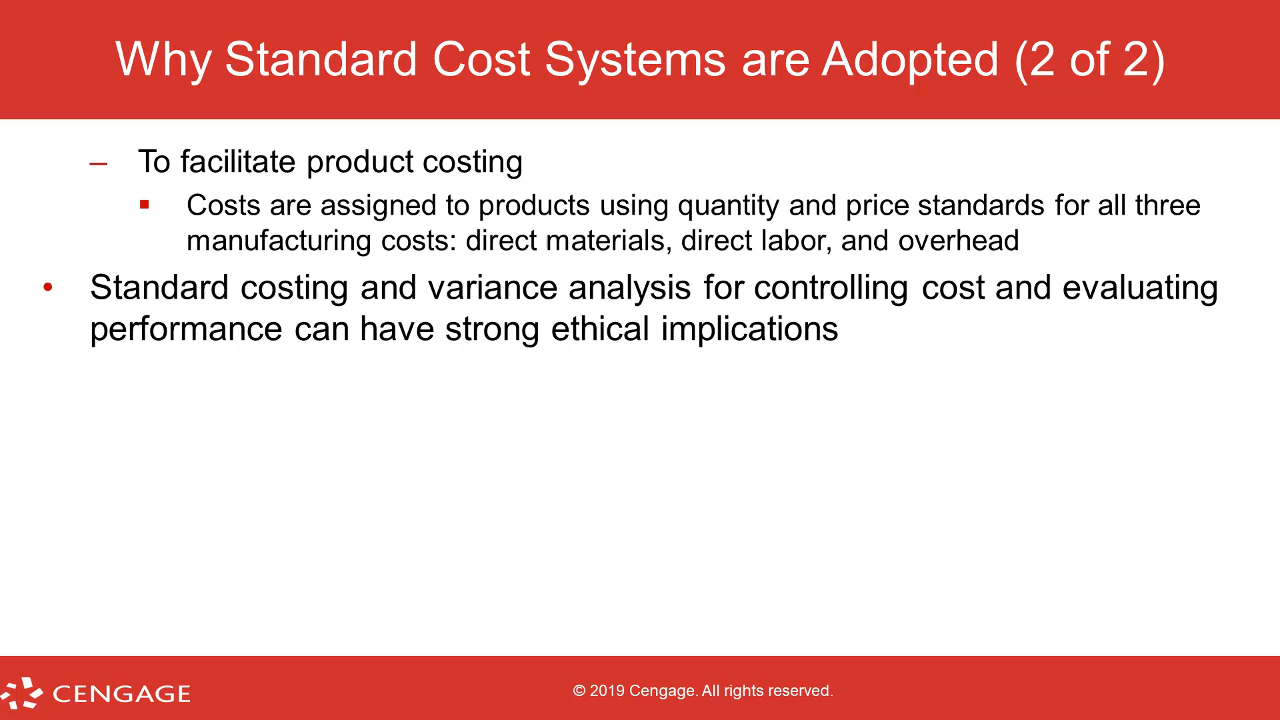 Why Standard Cost Systems are Adopted (2 of 2)
– To facilitate product costing
▪ Costs are assigned to products using quantity and price standards for all three
manufacturing costs: direct materials, direct labor, and overhead
• Standard costing and variance analysis for controlling cost and evaluating
performance can have strong ethical implications
CENGAGE
© 2019 Cengage. All rights reserved.